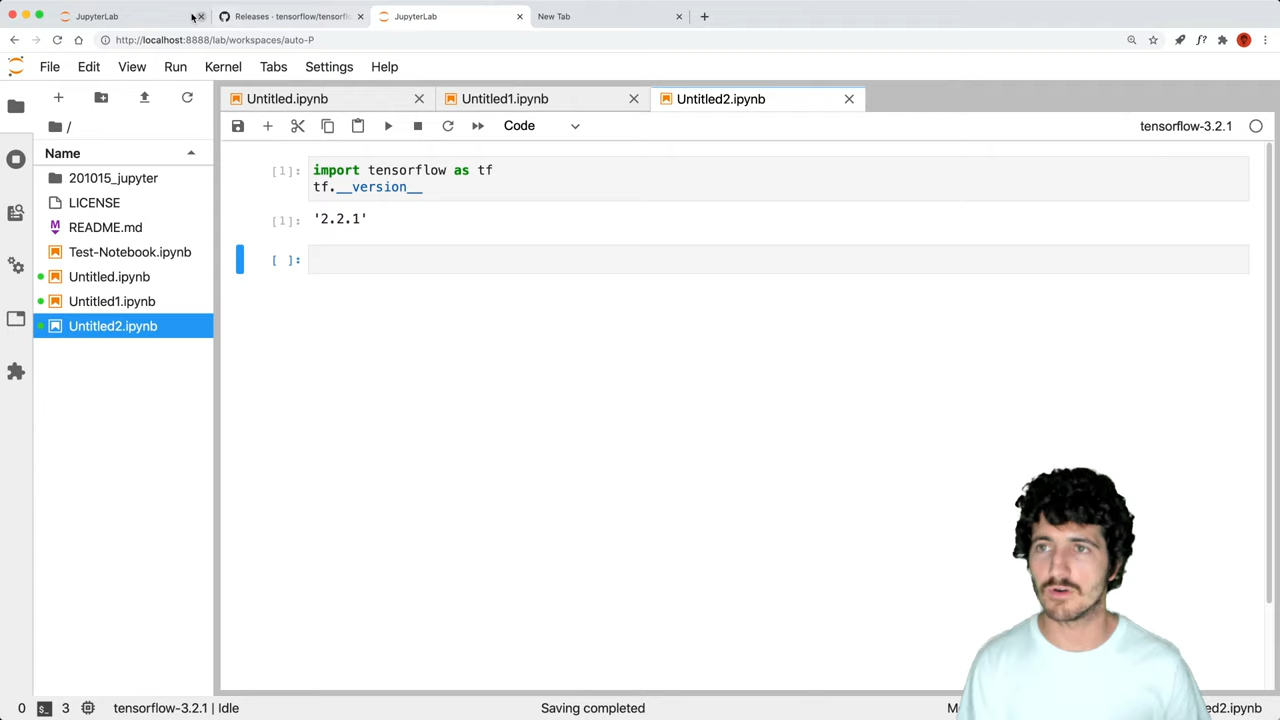 JupyterLab
Releases · tensorflow/tensorfl
JupyterLab
New Tab
http://localhost:8888/lab/workspaces/auto-P
File Edit View Run Kernel Tabs Settings Help
Untitled.ipynb
Untitled1.ipynb
Untitled2.ipynb
/
Code
tensorflow-3.2.1
Name
201015_jupyter
LICENSE
README.md
Test-Notebook.ipynb
Untitled.ipynb
Untitled1.ipynb
Untitled2.ipynb
[1]: import tensorflow as tf
tf.__version__
[1]: '2.2.1'
[ ]:
0 $_ 3 tensorflow-3.2.1 | Idle Saving completed M ed2.ipynb